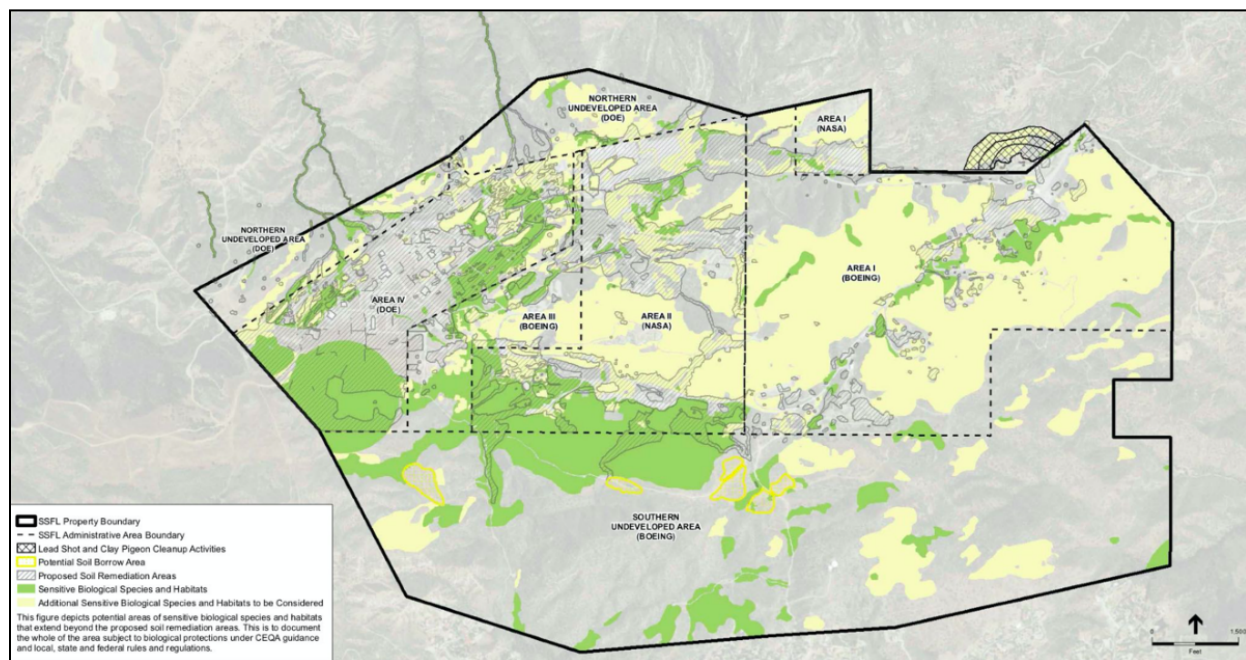 NORTHERN
UNDEVELOPED AREA
(DOE)
AREA I
(NASA)
NORTHERN
UNDEVELOPED AREA
(DOE)
AREA I
(BOEING)
AREA IV
(DOE)
AREA III
(BOEING)
AREA II
(NASA)
SOUTHERN
UNDEVELOPED AREA
(BOEING)
SSFL Property Boundary
SSFL Administrative Area Boundary
Lead Shot and Clay Pigeon Cleanup Activities
Potential Soil Borrow Area
Proposed Soil Remediation Areas
Sensitive Biological Species and Habitats
Additional Sensitive Biological Species and Habitats to be Considered
This figure depicts potential areas of sensitive biological species and habitats
that extend beyond the proposed soil remediation areas. This is to document
the whole of the area subject to biological protections under CEQA guidance
and local, state and federal rules and regulations.
0
Feet